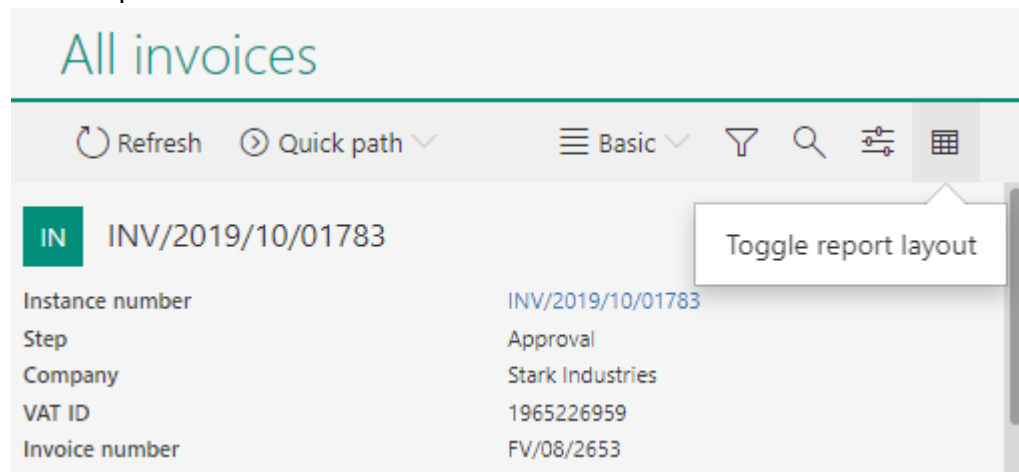 All invoices
Refresh Quick path Basic
Toggle report layout
IN INV/2019/10/01783
Instance number INV/2019/10/01783
Step Approval
Company Stark Industries
VAT ID 1965226959
Invoice number FV/08/2653